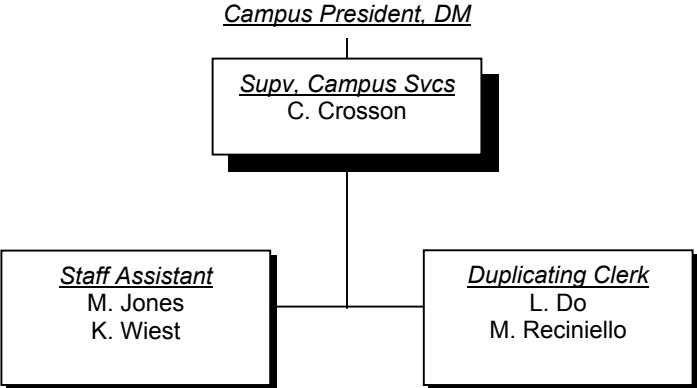 Campus President, DM
Supv, Campus Svcs
C. Crosson
Staff Assistant
M. Jones
K. Wiest
Duplicating Clerk
L. Do
M. Reciniello